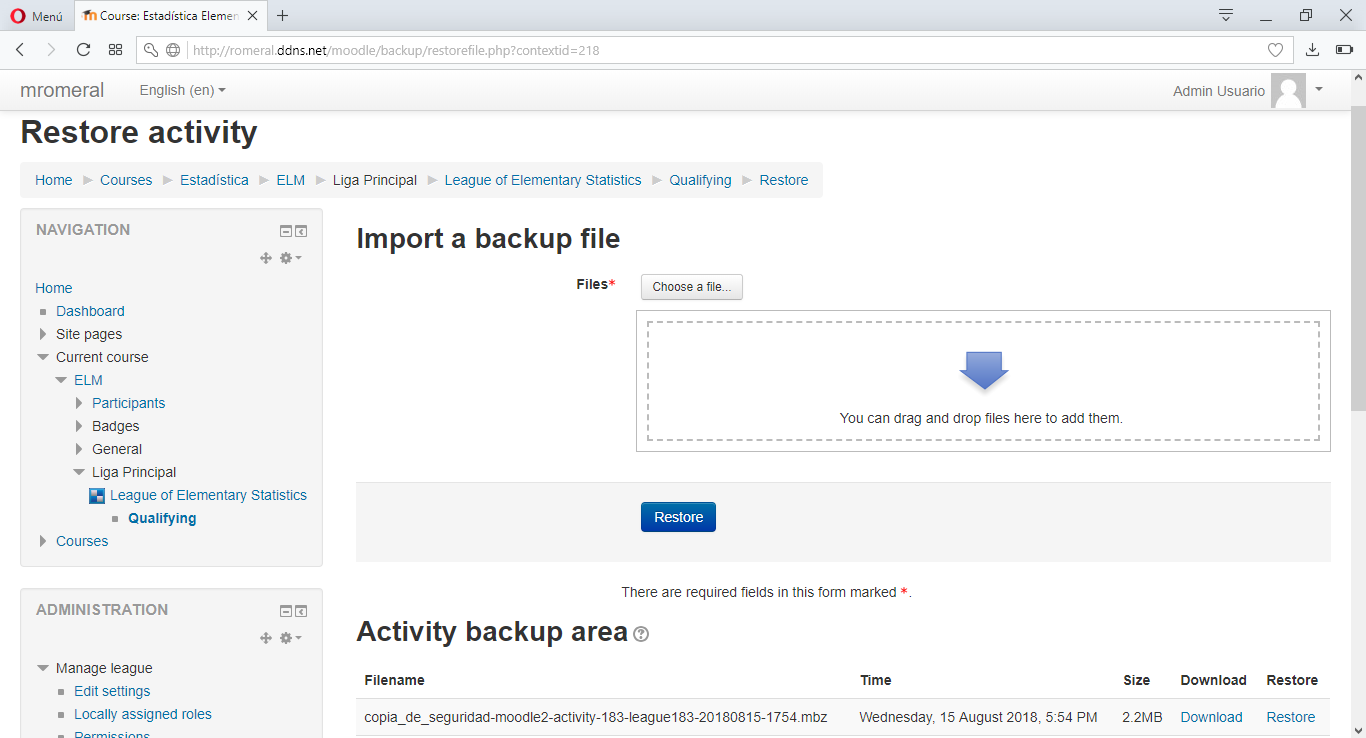 Menú
Course: Estadística Elemen
http://romeral.ddns.net/moodle/backup/restorefile.php?contextid=218
mromeral
English (en)
Admin Usuario
Restore activity
Home Courses Estadística ELM Liga Principal League of Elementary Statistics Qualifying Restore
NAVIGATION
Home
Dashboard
Site pages
Current course
ELM
Participants
Badges
General
Liga Principal
League of Elementary Statistics
Qualifying
Courses
ADMINISTRATION
Manage league
Edit settings
Locally assigned roles
Permissions
Import a backup file
Files*
Choose a file...
You can drag and drop files here to add them.
Restore
There are required fields in this form marked *.
Activity backup area
Filename Time Size Download Restore
copia_de_seguridad-moodle2-activity-183-league183-20180815-1754.mbz Wednesday, 15 August 2018, 5:54 PM 2.2MB Download Restore